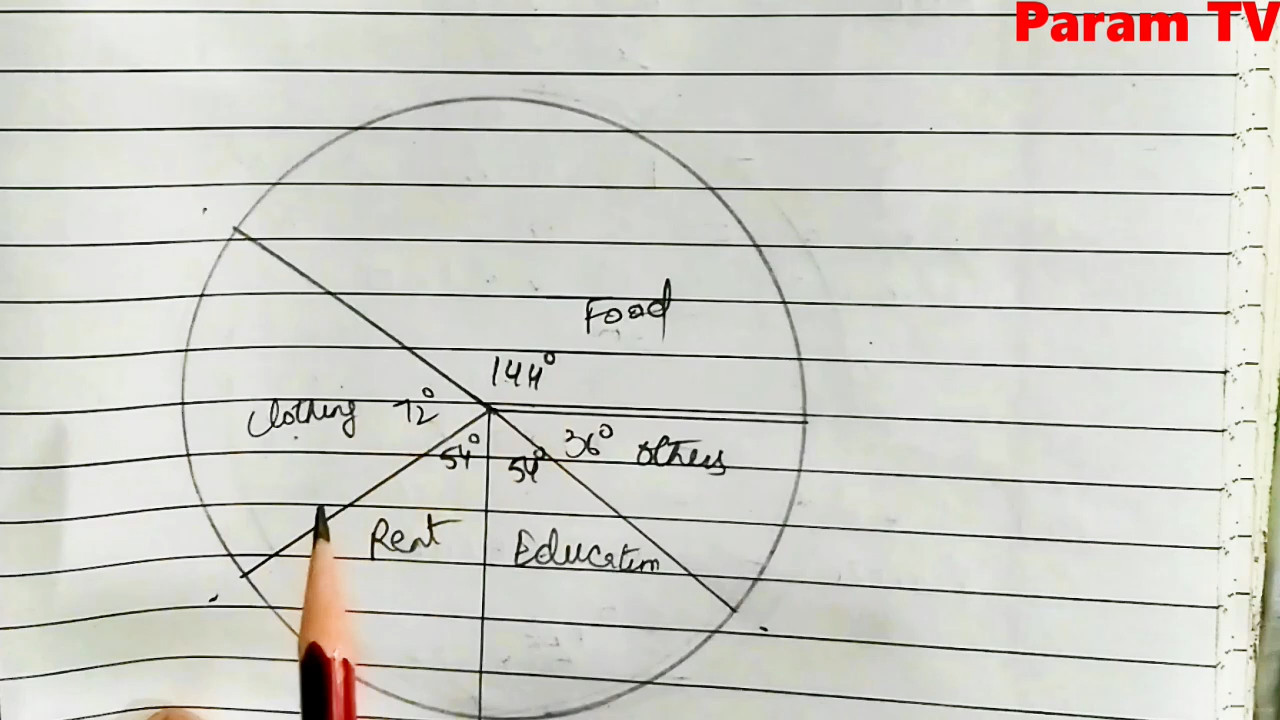 Param TV
Food
144°
Clothing 72°
54°
54°
36° others
Rent
Education